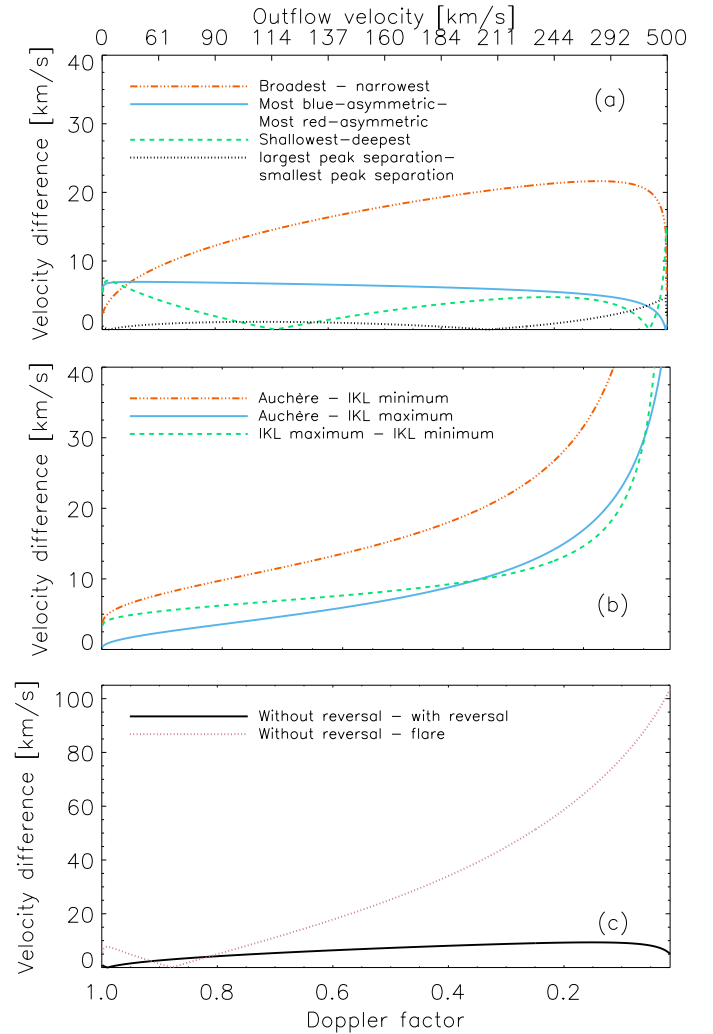 Outflow velocity [km/s]
0 61 90 114 137 160 184 211 244 292 500
40
30
20
10
0
Velocity difference [km/s]
Broadest – narrowest
Most blue–asymmetric–
Most red–asymmetric
Shallowest–deepest
largest peak separation–
smallest peak separation
(a)
40
30
20
10
0
Velocity difference [km/s]
Auchère – IKL minimum
Auchère – IKL maximum
IKL maximum – IKL minimum
(b)
100
80
60
40
20
0
Velocity difference [km/s]
Without reversal – with reversal
Without reversal – flare
(c)
1.0 0.8 0.6 0.4 0.2
Doppler factor